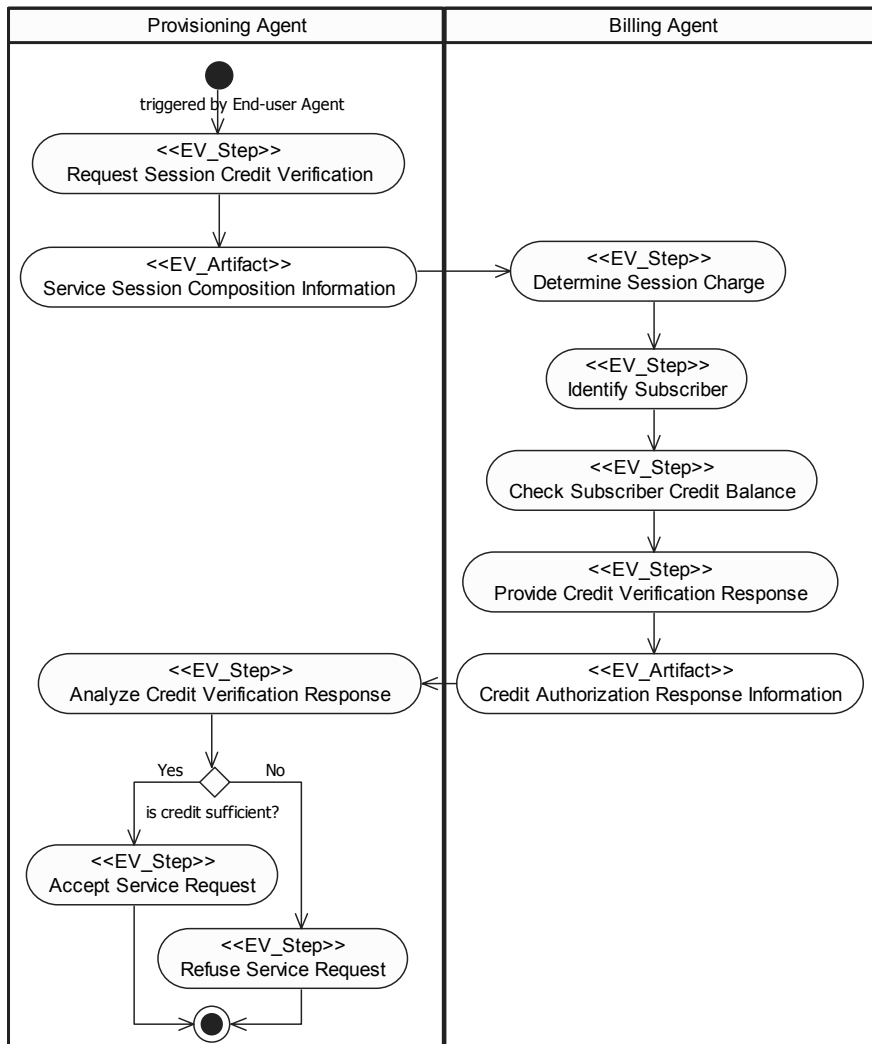 Provisioning Agent
Billing Agent
triggered by End-user Agent
<<EV_Step>>
Request Session Credit Verification
<<EV_Artifact>>
Service Session Composition Information
<<EV_Step>>
Determine Session Charge
<<EV_Step>>
Identify Subscriber
<<EV_Step>>
Check Subscriber Credit Balance
<<EV_Step>>
Provide Credit Verification Response
<<EV_Artifact>>
Credit Authorization Response Information
<<EV_Step>>
Analyze Credit Verification Response
Yes
No
is credit sufficient?
<<EV_Step>>
Accept Service Request
<<EV_Step>>
Refuse Service Request